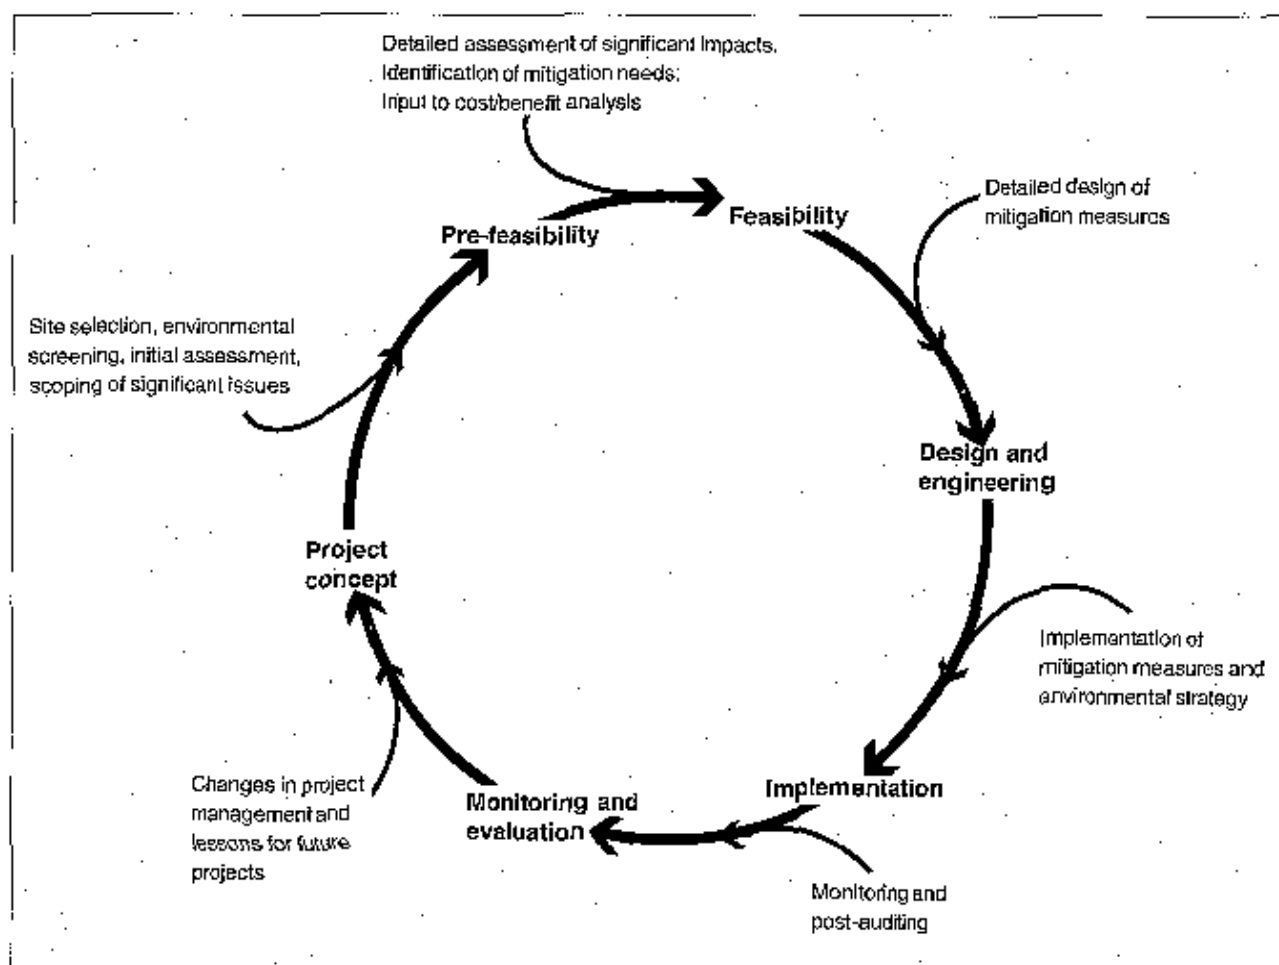 Detailed assessment of significant impacts.
Identification of mitigation needs;
Input to cost/benefit analysis
Detailed design of
mitigation measures
Feasibility
Pre-feasibility
Site selection, environmental
screening, initial assessment,
scoping of significant issues
Design and
engineering
Project
concept
Implementation of
mitigation measures and
environmental strategy
Changes in project
management and
lessons for future
projects
Monitoring and
evaluation
Implementation
Monitoring and
post-auditing